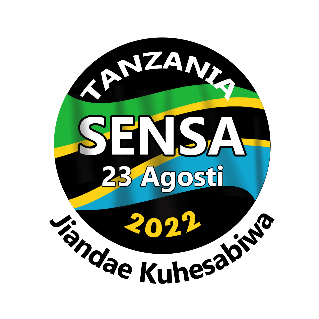 TANZANIA
SENSA
23 Agosti
2022
Jiandae Kuhesabiwa